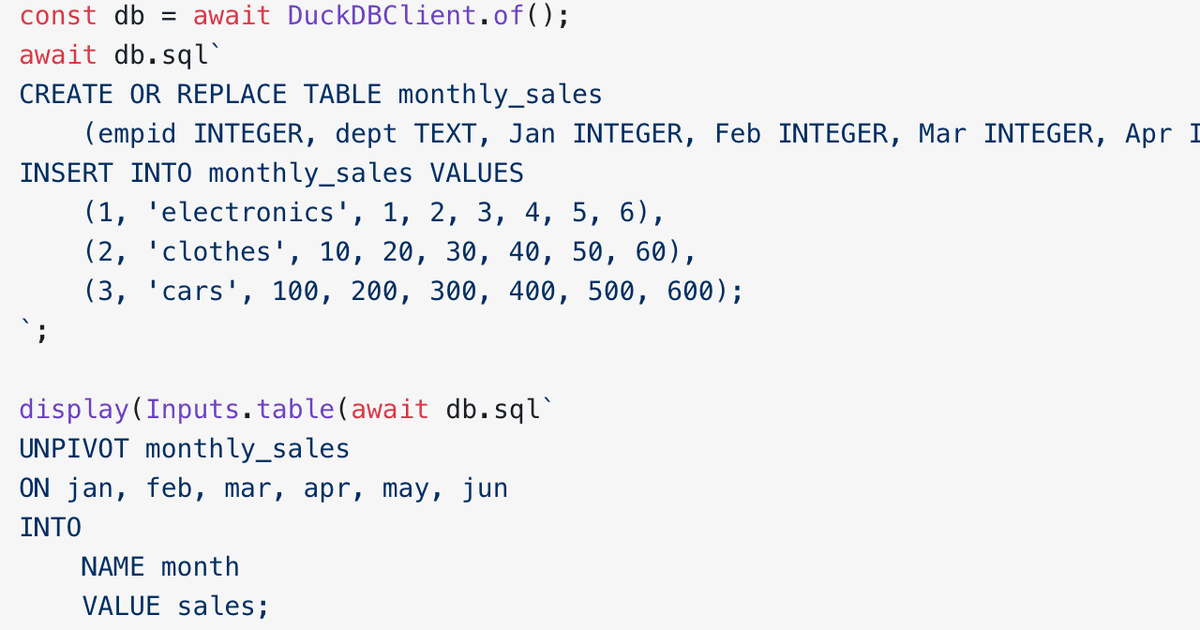 const db = await DuckDBClient.of();
await db.sql`
CREATE OR REPLACE TABLE monthly_sales
    (empid INTEGER, dept TEXT, Jan INTEGER, Feb INTEGER, Mar INTEGER, Apr I
INSERT INTO monthly_sales VALUES
    (1, 'electronics', 1, 2, 3, 4, 5, 6),
    (2, 'clothes', 10, 20, 30, 40, 50, 60),
    (3, 'cars', 100, 200, 300, 400, 500, 600);
`;
display(Inputs.table(await db.sql`
UNPIVOT monthly_sales
ON jan, feb, mar, apr, may, jun
INTO
    NAME month
    VALUE sales;